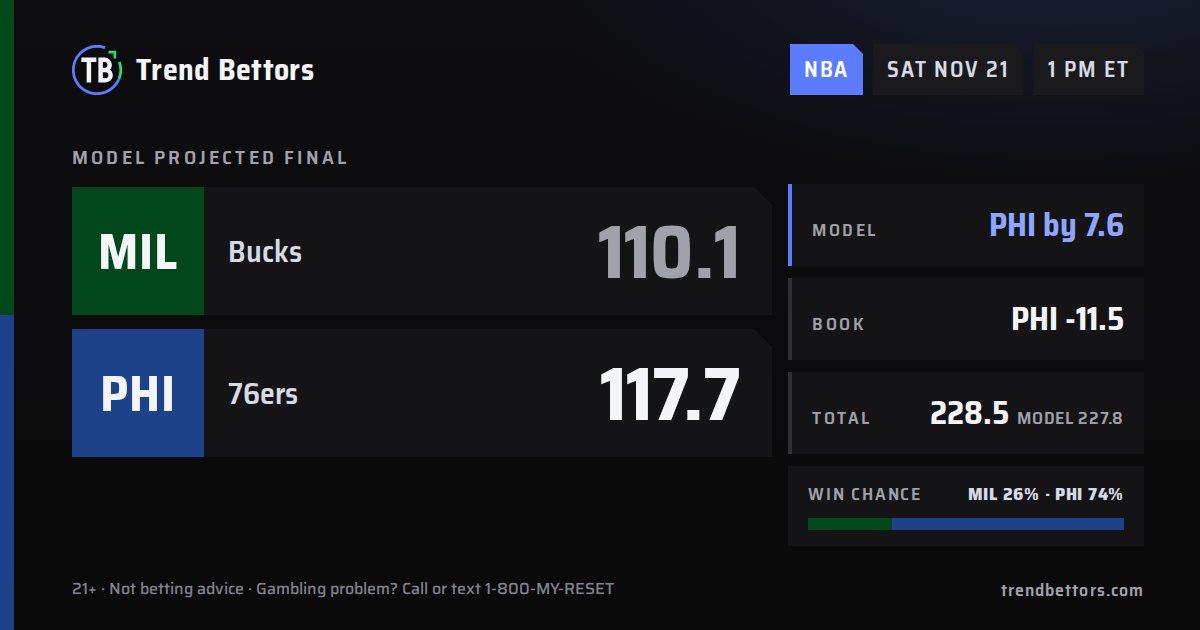 TB Trend Bettors
NBA SAT NOV 21 1 PM ET
MODEL PROJECTED FINAL
MIL Bucks 110.1
PHI 76ers 117.7
MODEL PHI by 7.6
BOOK PHI -11.5
TOTAL 228.5 MODEL 227.8
WIN CHANCE MIL 26% · PHI 74%
21+ · Not betting advice · Gambling problem? Call or text 1-800-MY-RESET
trendbettors.com